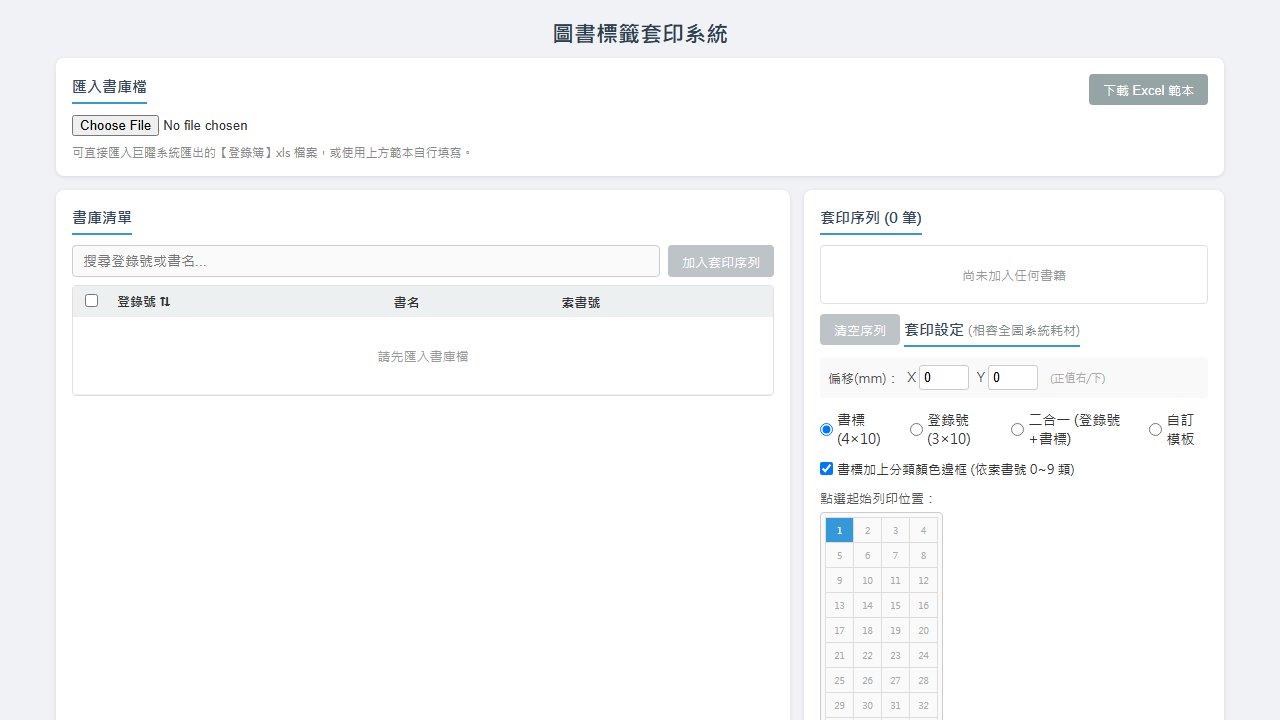 圖書標籤套印系統
匯入書庫檔
下載 Excel 範本
Choose File No file chosen
可直接匯入巨曜系統匯出的【登錄簿】xls 檔案，或使用上方範本自行填寫。
書庫清單
搜尋登錄號或書名...
加入套印序列
登錄號 ⇅ 書名 索書號
請先匯入書庫檔
套印序列 (0 筆)
尚未加入任何書籍
清空序列
套印設定 (相容全國系統耗材)
偏移(mm)： X 0 Y 0 (正值右/下)
書標 (4×10)
登錄號 (3×10)
二合一 (登錄號+書標)
自訂模板
書標加上分類顏色邊框 (依索書號 0~9 類)
點選起始列印位置：
1 2 3 4
5 6 7 8
9 10 11 12
13 14 15 16
17 18 19 20
21 22 23 24
25 26 27 28
29 30 31 32